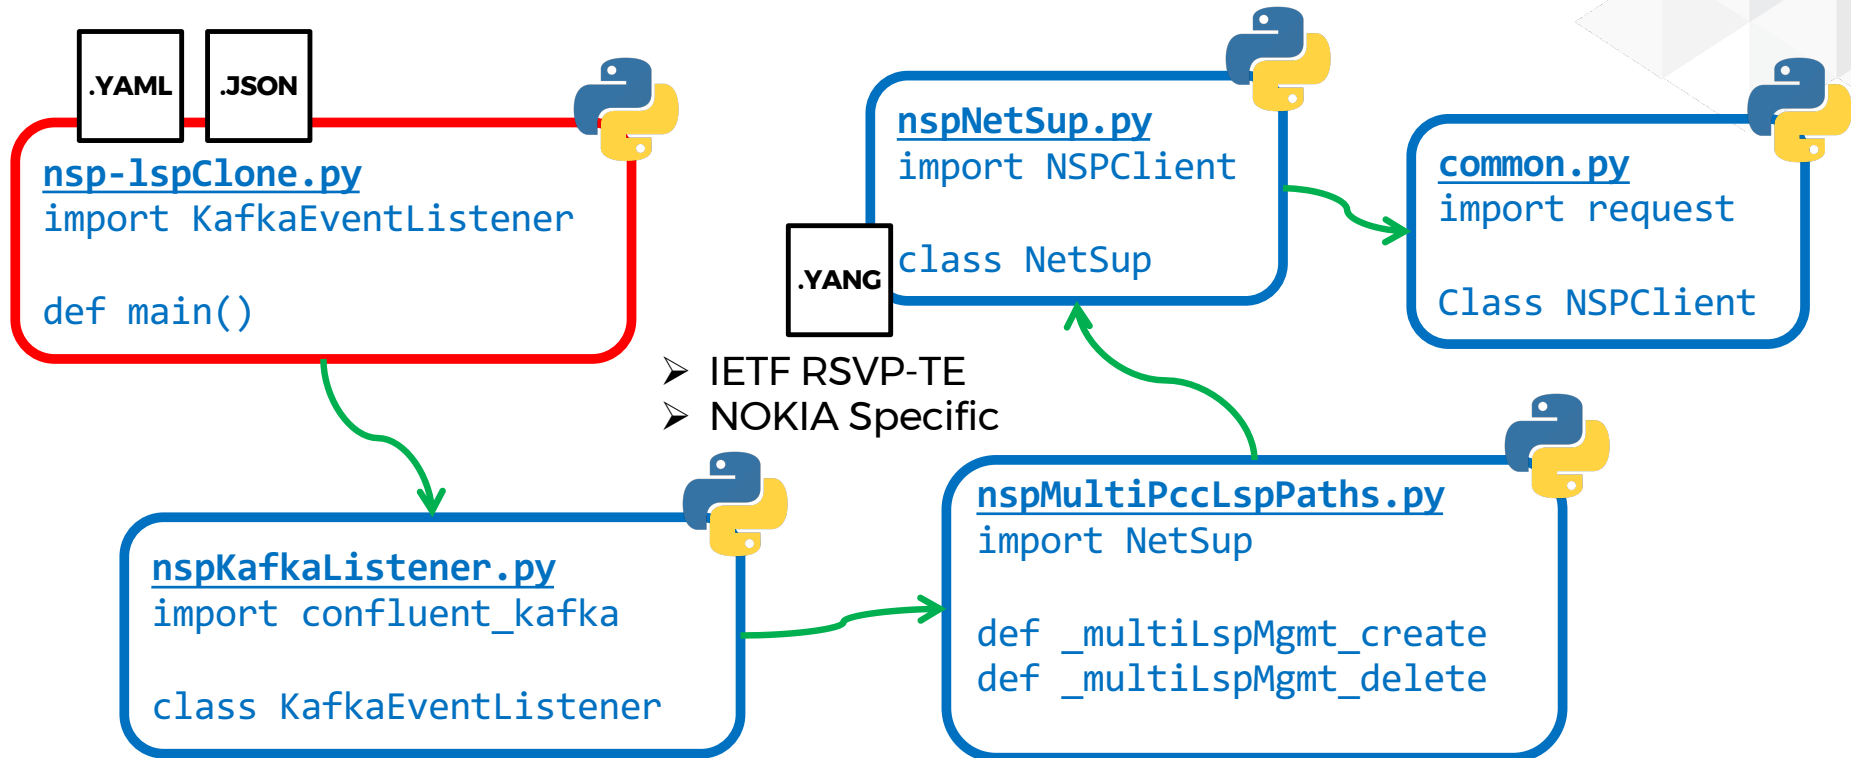 .YAML
.JSON
nsp-lspClone.py
import KafkaEventListener
def main()
nspKafkaListener.py
import confluent_kafka
class KafkaEventListener
nspMultiPccLspPaths.py
import NetSup
def _multiLspMgmt_create
def _multiLspMgmt_delete
.YANG
nspNetSup.py
import NSPClient
class NetSup
➢ IETF RSVP-TE
➢ NOKIA Specific
common.py
import request
Class NSPClient